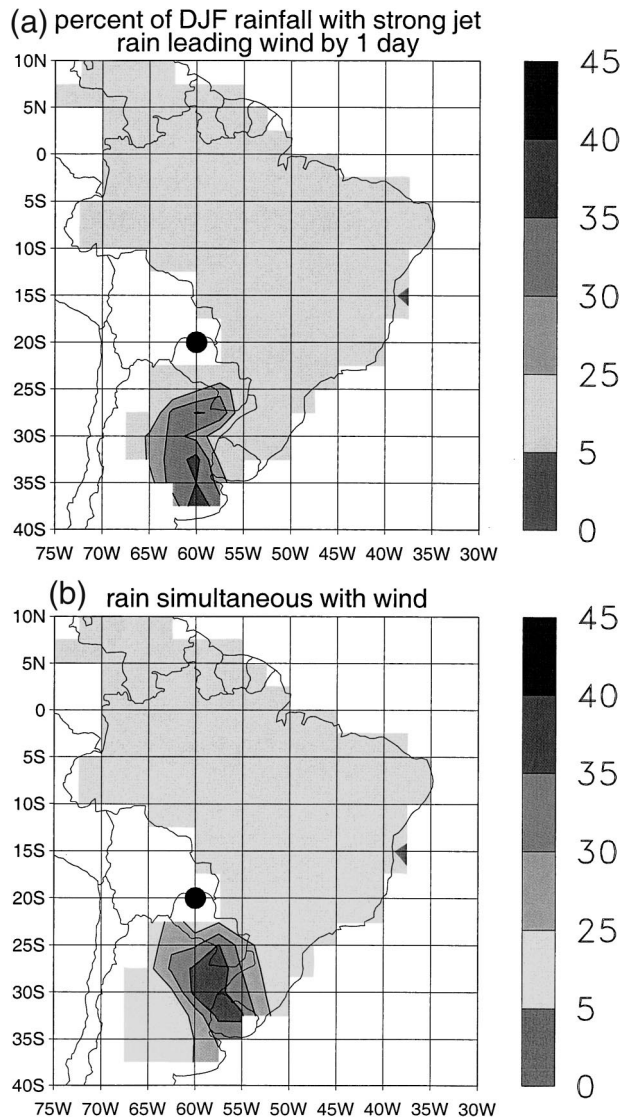 (a) percent of DJF rainfall with strong jet
rain leading wind by 1 day
10N
5N
0
5S
10S
15S
20S
25S
30S
35S
40S
75W 70W 65W 60W 55W 50W 45W 40W 35W 30W
45
40
35
30
25
5
0
(b) rain simultaneous with wind
10N
5N
0
5S
10S
15S
20S
25S
30S
35S
40S
75W 70W 65W 60W 55W 50W 45W 40W 35W 30W
45
40
35
30
25
5
0